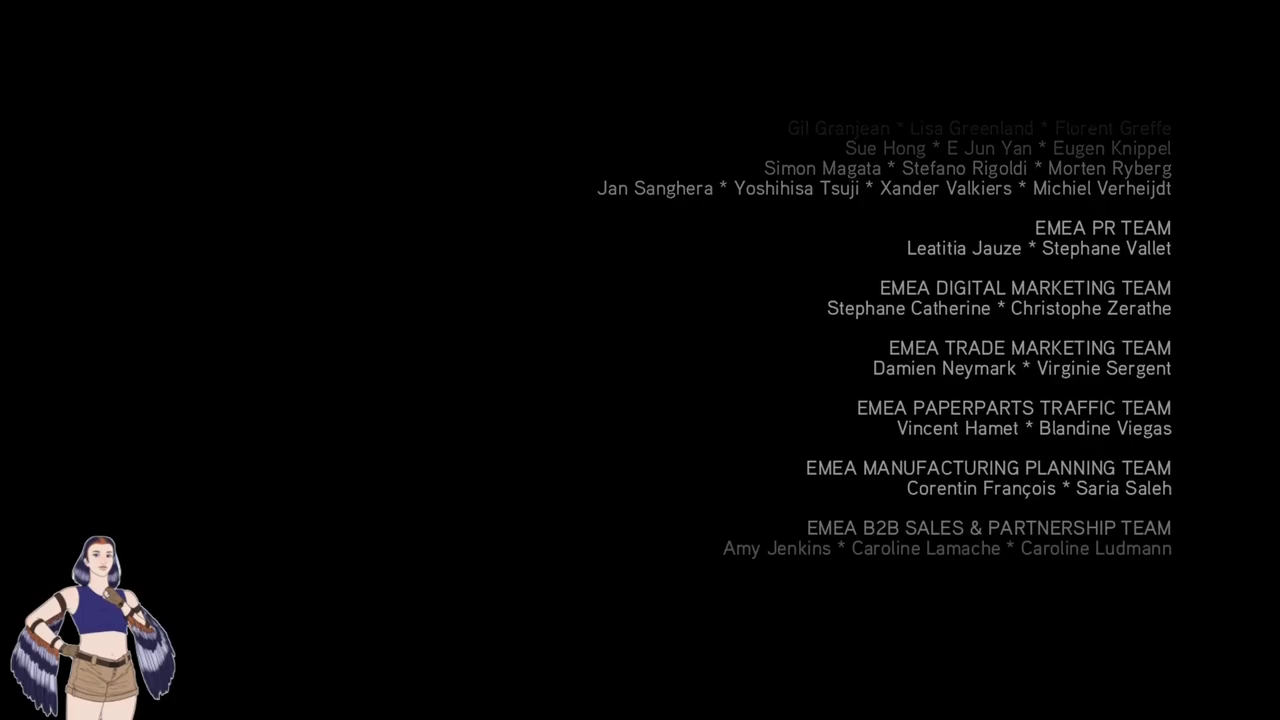 Gil Granjean * Lisa Greenland * Florent Greffe
Sue Hong * E Jun Yan * Eugen Knippel
Simon Magata * Stefano Rigoldi * Morten Ryberg
Jan Sanghera * Yoshihisa Tsuji * Xander Valkiers * Michiel Verheijdt
EMEA PR TEAM
Leatitia Jauze * Stephane Vallet
EMEA DIGITAL MARKETING TEAM
Stephane Catherine * Christophe Zerathe
EMEA TRADE MARKETING TEAM
Damien Neymark * Virginie Sergent
EMEA PAPERPARTS TRAFFIC TEAM
Vincent Hamet * Blandine Viegas
EMEA MANUFACTURING PLANNING TEAM
Corentin François * Saria Saleh
EMEA B2B SALES & PARTNERSHIP TEAM
Amy Jenkins * Caroline Lamache * Caroline Ludmann